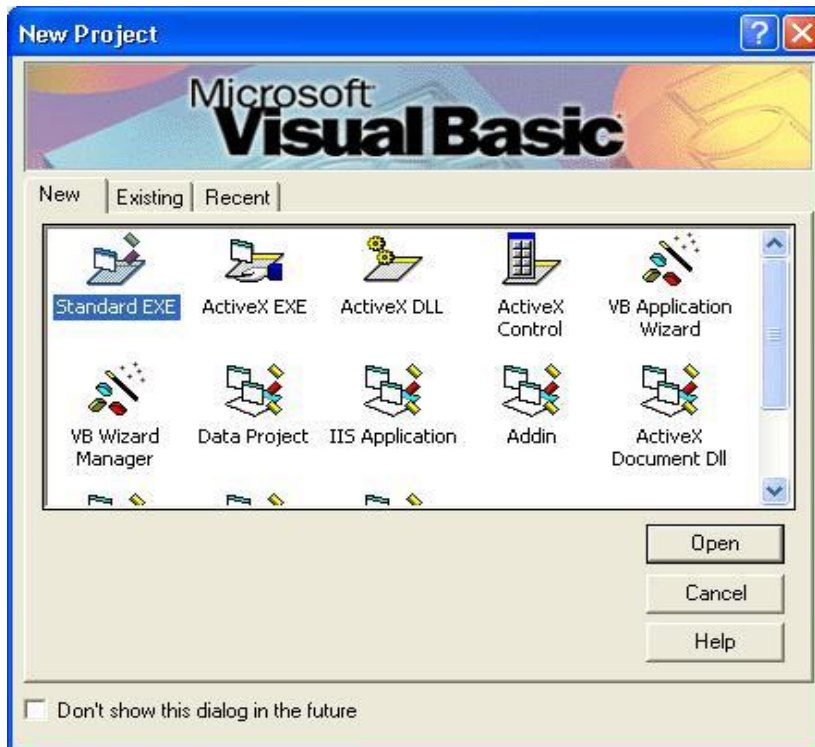 New Project
Microsoft
Visual Basic
New Existing Recent
Standard EXE
ActiveX EXE
ActiveX DLL
ActiveX
Control
VB Application
Wizard
VB Wizard
Manager
Data Project
IIS Application
Addin
ActiveX
Document Dll
Open
Cancel
Help
Don't show this dialog in the future